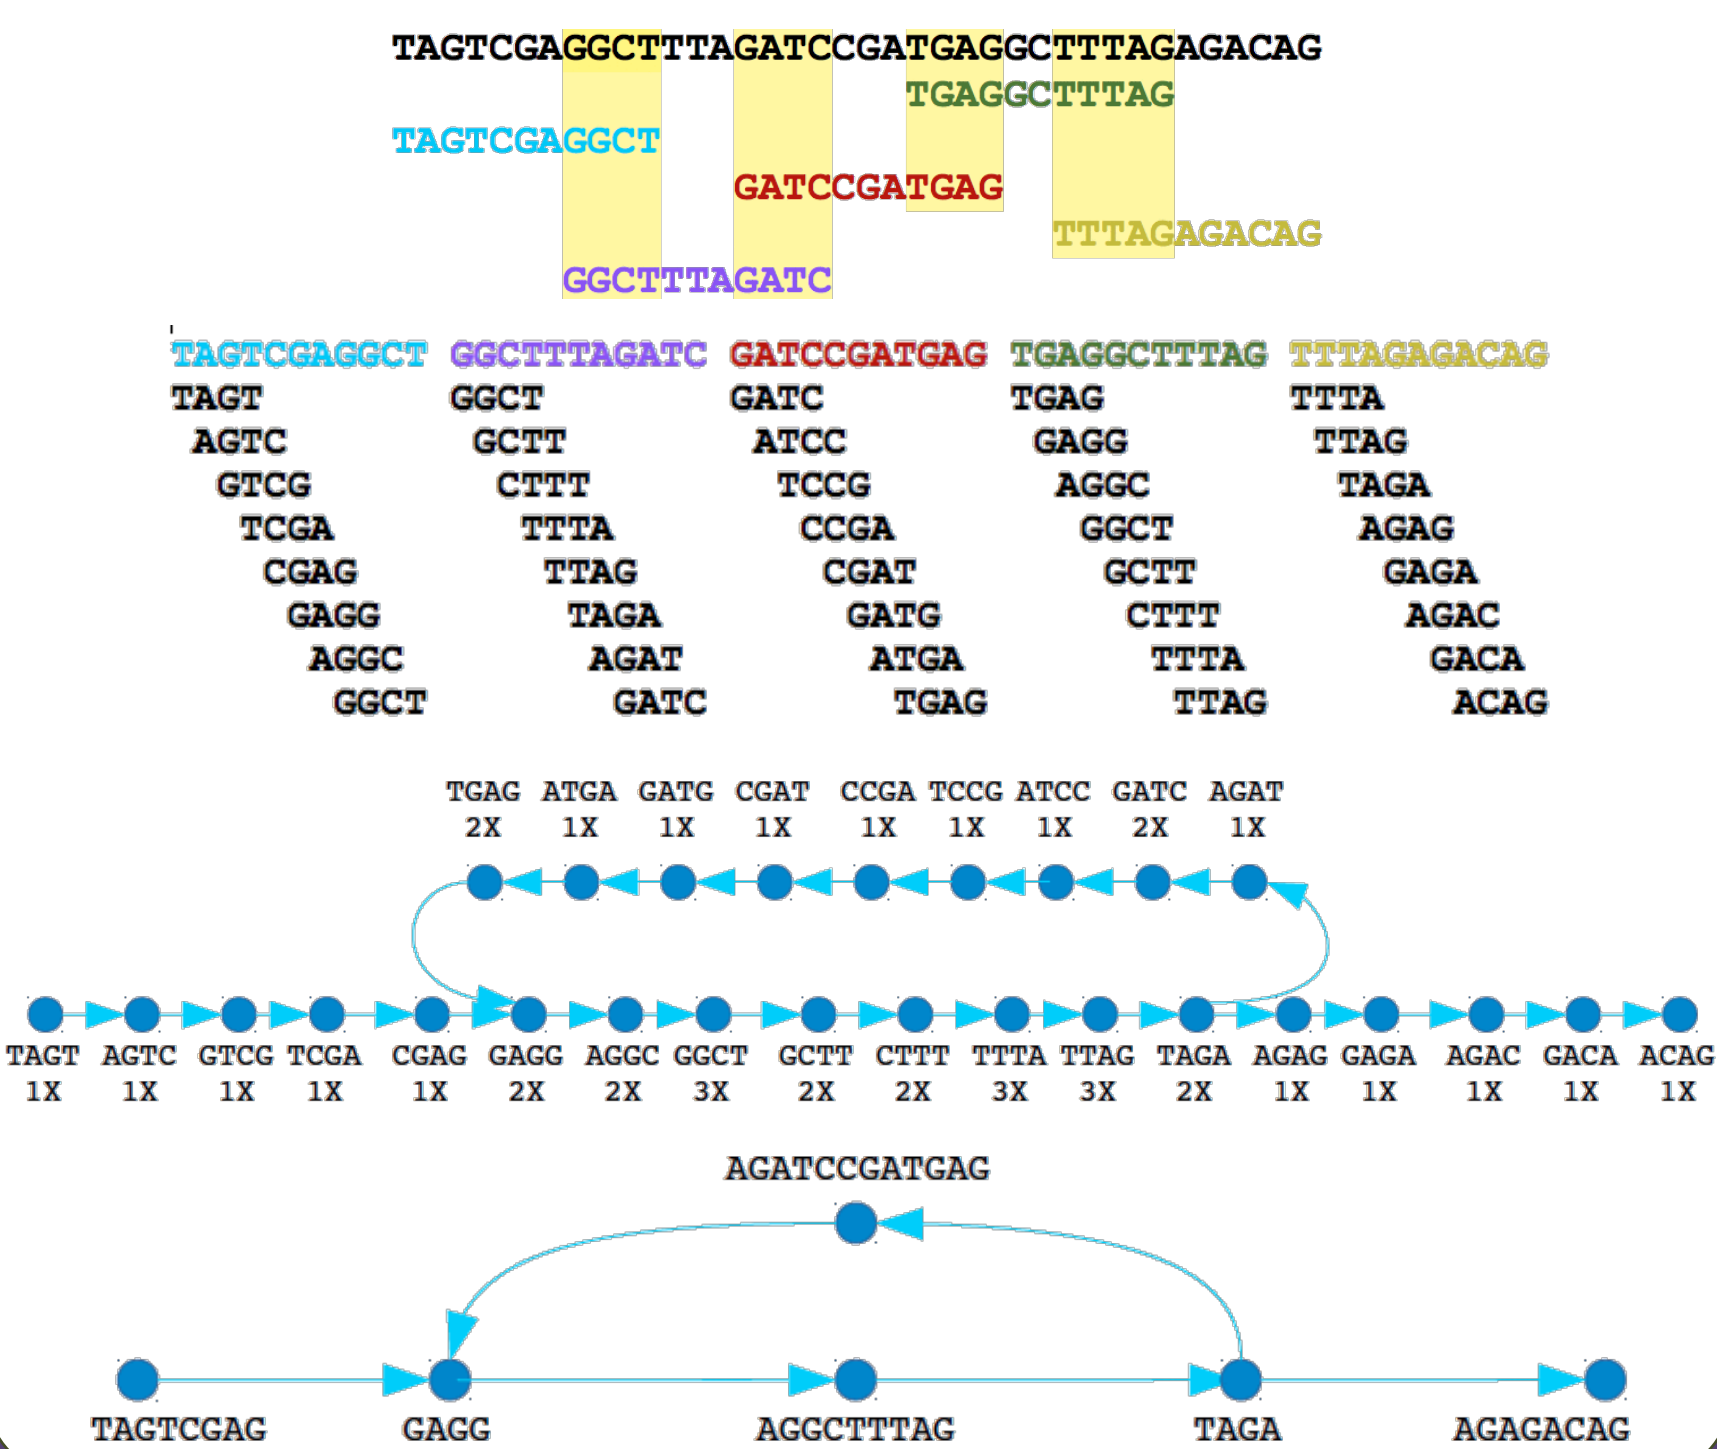 TAGTCGAGGCTTTAGATCCGATGAGGCTTTAGAGACAG
TGAGGCTTTAG
TAGTCGAGGCT
GATCCGATGAG
TTTAGAGACAG
GGCTTTAGATC
TAGTCGAGGCT GGCTTTAGATC GATCCGATGAG TGAGGCTTTAG TTTAGAGACAG
TAGT GGCT GATC TGAG TTTA
AGTC GCTT ATCC GAGG TTAG
GTCG CTTT TCCG AGGC TAGA
TCGA TTTA CCGA GGCT AGAG
CGAG TTAG CGAT GCTT GAGA
GAGG TAGA GATG CTTT AGAC
AGGC AGAT ATGA TTTA GACA
GGCT GATC TGAG TTAG ACAG
TGAG ATGA GATG CGAT CCGA TCCG ATCC GATC AGAT
2X 1X 1X 1X 1X 1X 1X 2X 1X
TAGT AGTC GTCG TCGA CGAG GAGG AGGC GGCT GCTT CTTT TTTA TTAG TAGA AGAG GAGA AGAC GACA ACAG
1X 1X 1X 1X 1X 2X 2X 3X 2X 2X 3X 3X 2X 1X 1X 1X 1X 1X
AGATCCGATGAG
TAGTCGAG GAGG AGGCTTTAG TAGA AGAGACAG